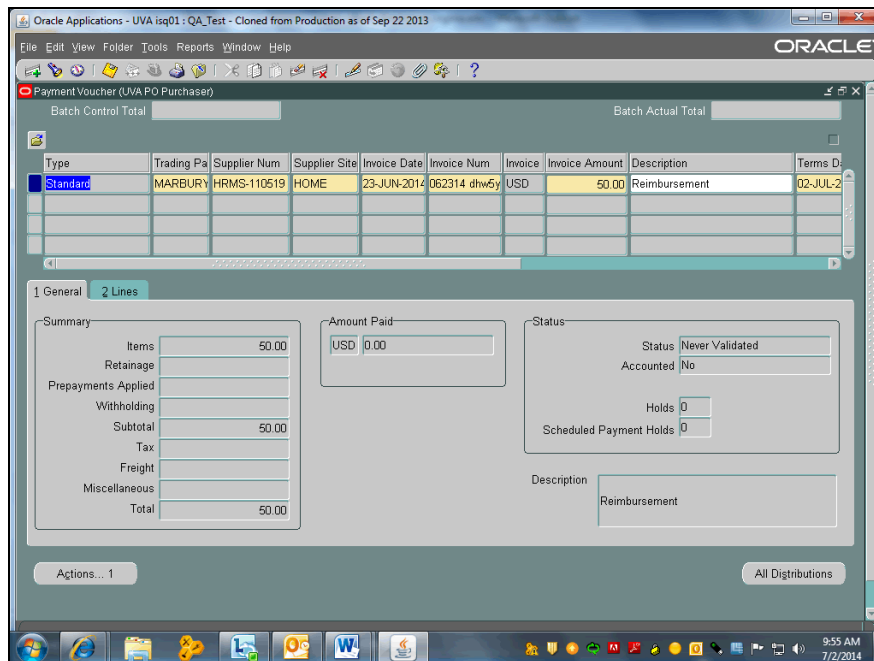 Oracle Applications - UVA isq01 : QA_Test - Cloned from Production as of Sep 22 2013
File Edit View Folder Tools Reports Window Help
ORACLE
Payment Voucher (UVA PO Purchaser)
Batch Control Total Batch Actual Total
Type Trading Pa Supplier Num Supplier Site Invoice Date Invoice Num Invoice Invoice Amount Description Terms Da
Standard MARBURY HRMS-110519 HOME 23-JUN-2014 062314 dhw5y USD 50.00 Reimbursement 02-JUL-2
1 General 2 Lines
Summary Amount Paid Status
Items 50.00 USD 0.00 Status Never Validated
Retainage Accounted No
Prepayments Applied
Withholding Holds 0
Subtotal 50.00 Scheduled Payment Holds 0
Tax
Freight
Miscellaneous Description Reimbursement
Total 50.00
Actions... 1 All Distributions
9:55 AM
7/2/2014